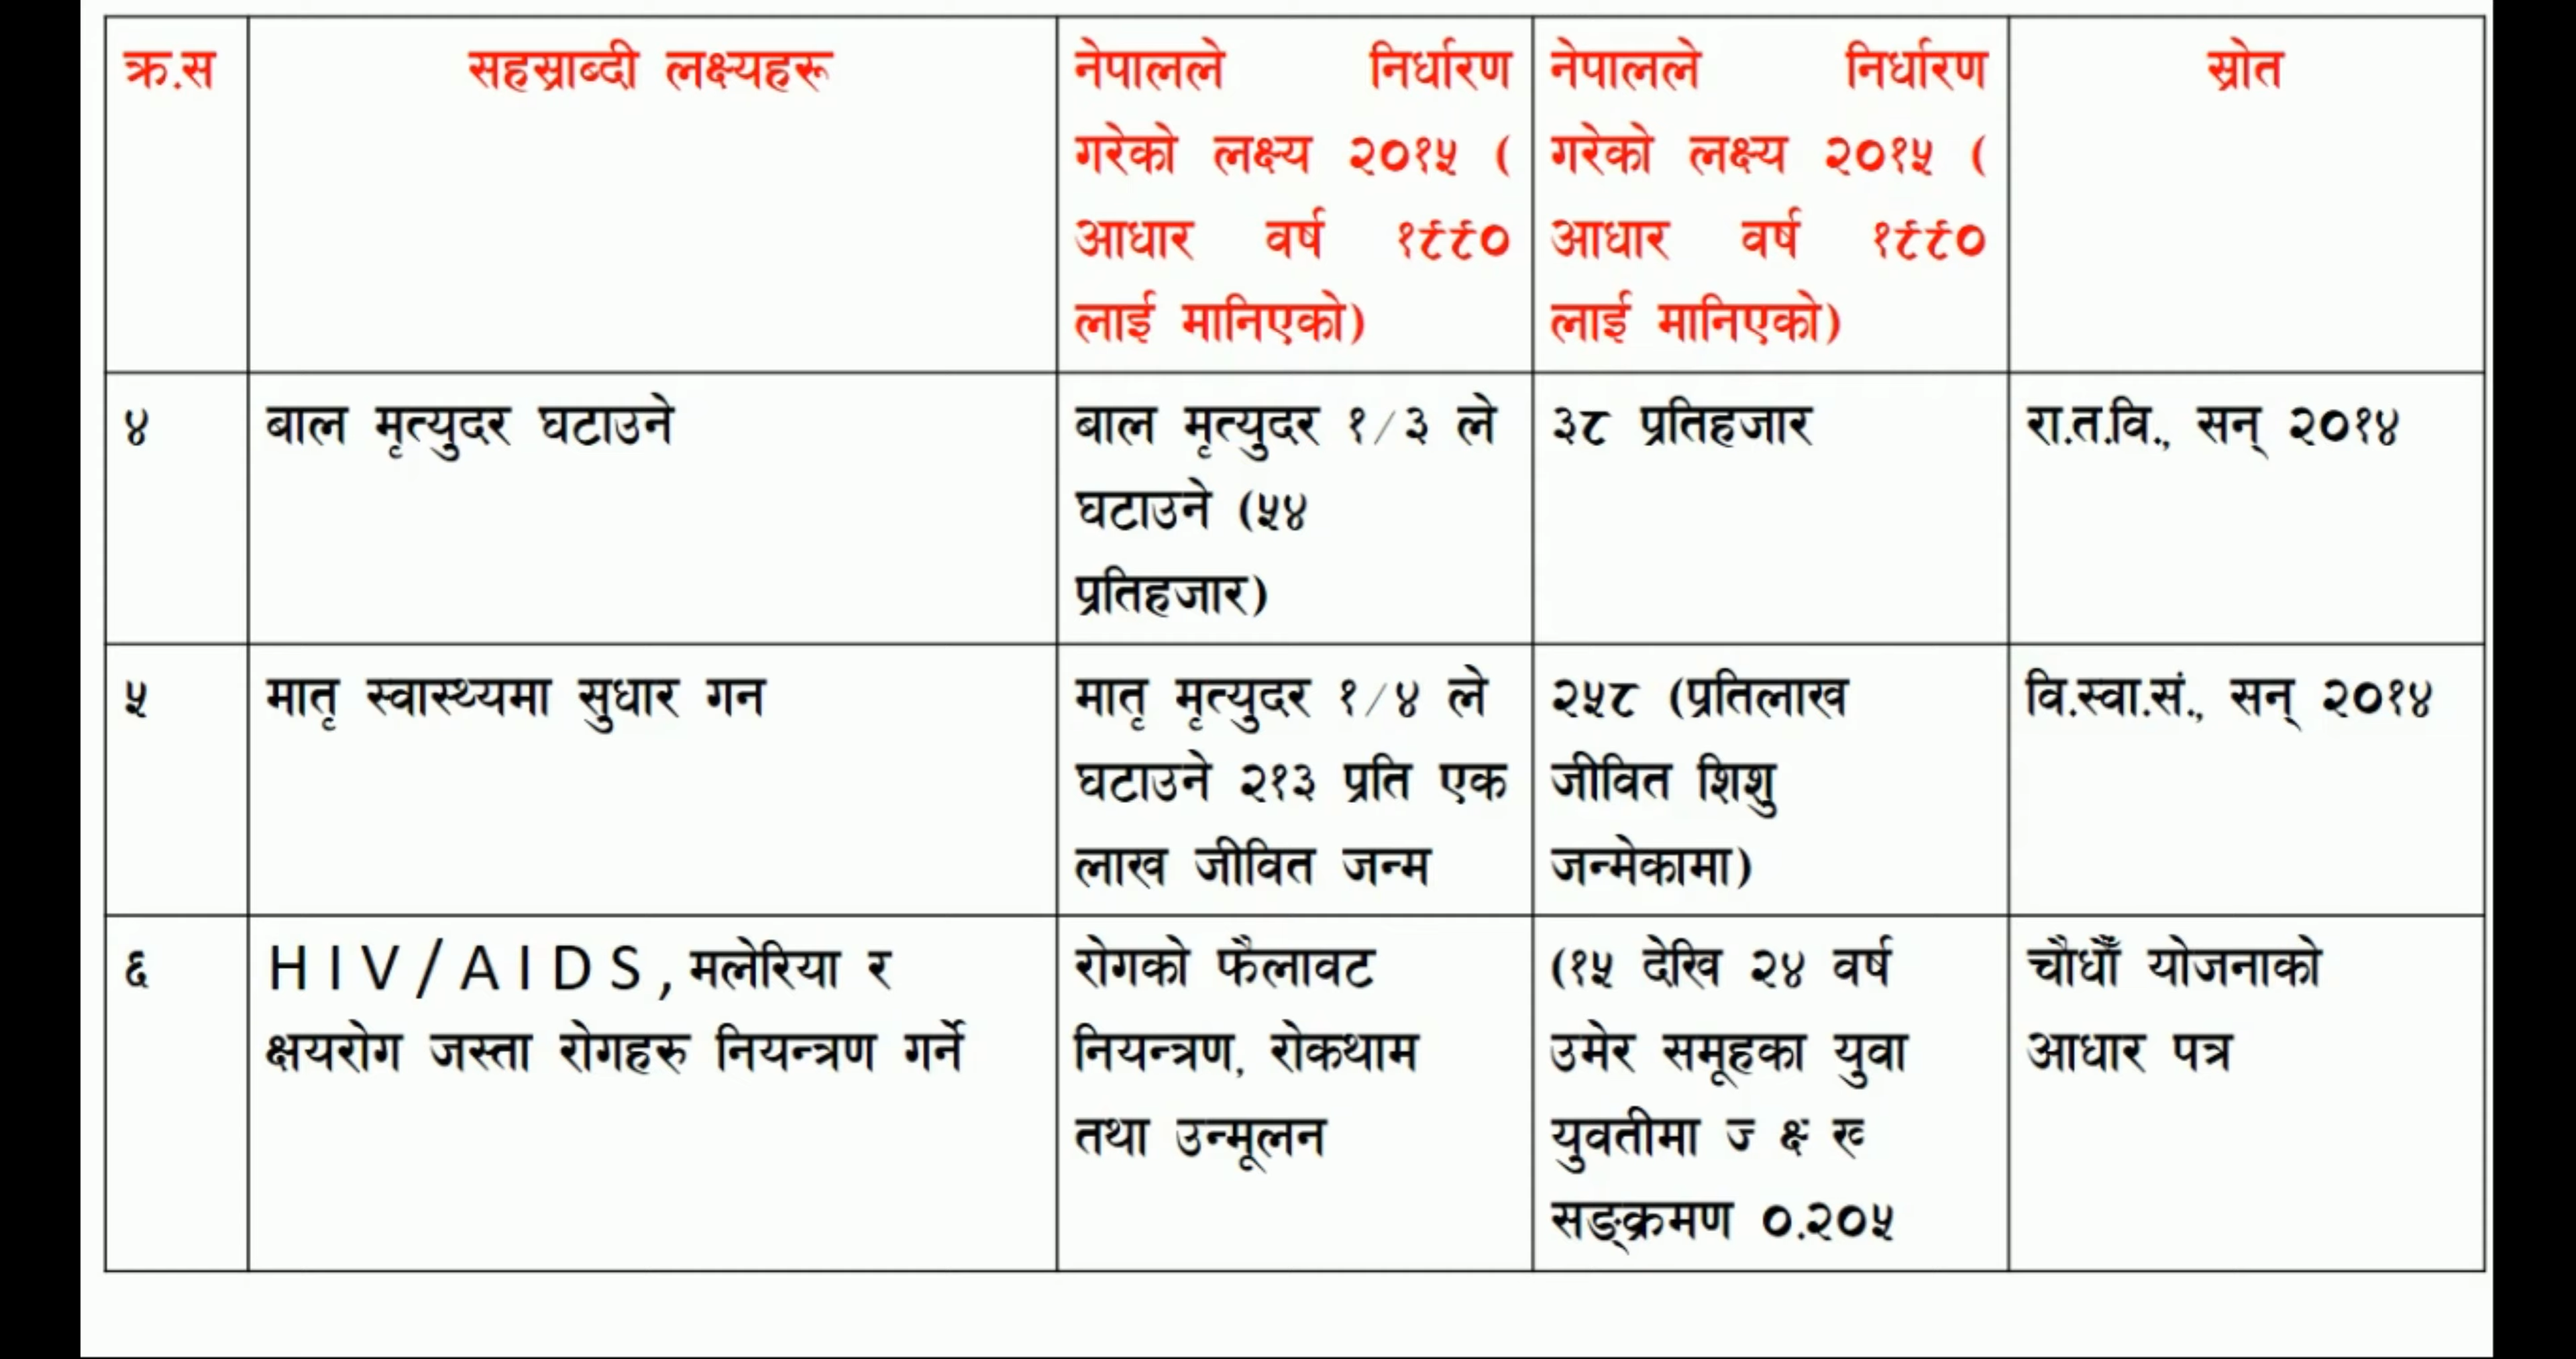 क्र.स
सहस्राब्दी लक्ष्यहरू
नेपालले निर्धारण
गरेको लक्ष्य २०१५ (
आधार वर्ष १९९०
लाई मानिएको)
नेपालले निर्धारण
गरेको लक्ष्य २०१५ (
आधार वर्ष १९९०
लाई मानिएको)
स्रोत
४
बाल मृत्युदर घटाउने
बाल मृत्युदर १/३ ले
घटाउने (५४
प्रतिहजार)
३८ प्रतिहजार
रा.त.वि., सन् २०१४
५
मातृ स्वास्थ्यमा सुधार गन
मातृ मृत्युदर १/४ ले
घटाउने २१३ प्रति एक
लाख जीवित जन्म
२५८ (प्रतिलाख
जीवित शिशु
जन्मेकामा)
वि.स्वा.सं., सन् २०१४
६
HIV/AIDS, मलेरिया र
क्षयरोग जस्ता रोगहरु नियन्त्रण गर्ने
रोगको फैलावट
नियन्त्रण, रोकथाम
तथा उन्मूलन
(१५ देखि २४ वर्ष
उमेर समूहका युवा
युवतीमा ज्ञ क्ष ख
सङ्क्रमण ०.२०५
चौधौँ योजनाको
आधार पत्र